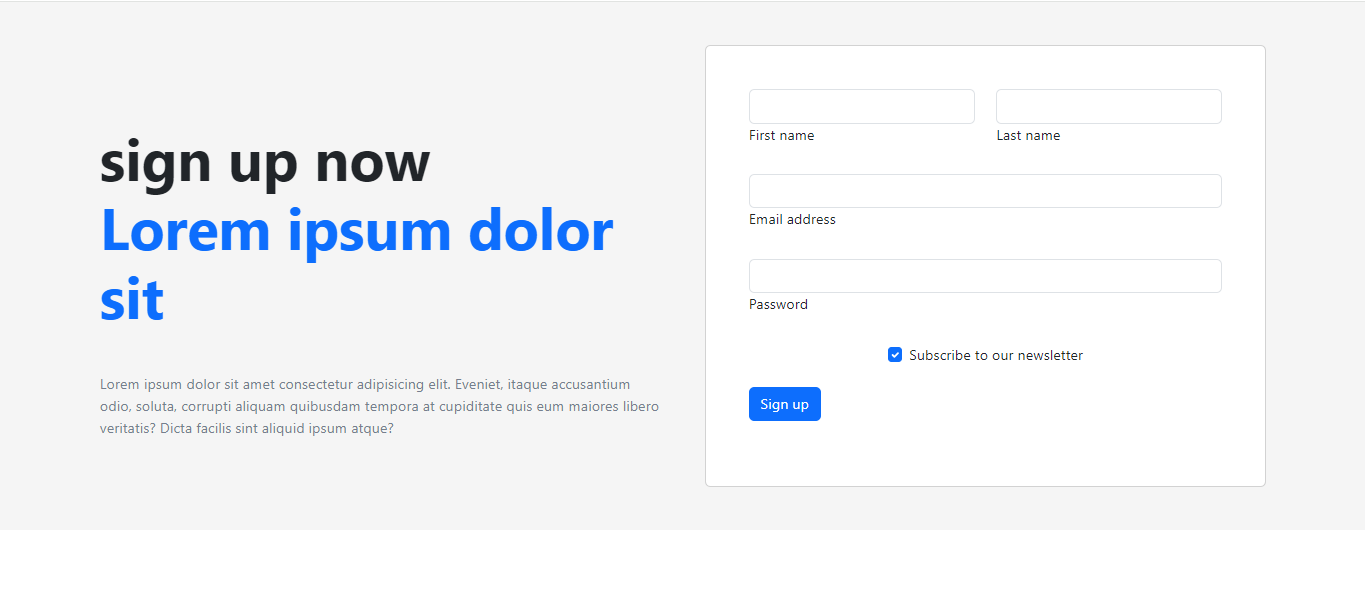 sign up now
Lorem ipsum dolor
sit
Lorem ipsum dolor sit amet consectetur adipisicing elit. Eveniet, itaque accusantium
odio, soluta, corrupti aliquam quibusdam tempora at cupiditate quis eum maiores libero
veritatis? Dicta facilis sint aliquid ipsum atque?
First name
Last name
Email address
Password
Subscribe to our newsletter
Sign up